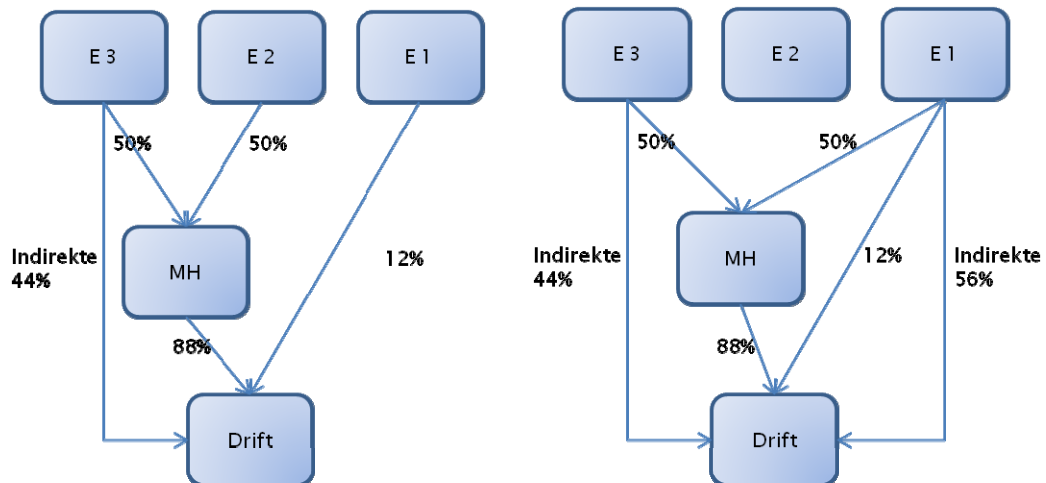 E 3
E 2
E 1
50%
50%
Indirekte
44%
MH
12%
88%
Drift
E 3
E 2
E 1
50%
50%
Indirekte
44%
MH
12%
Indirekte
56%
88%
Drift